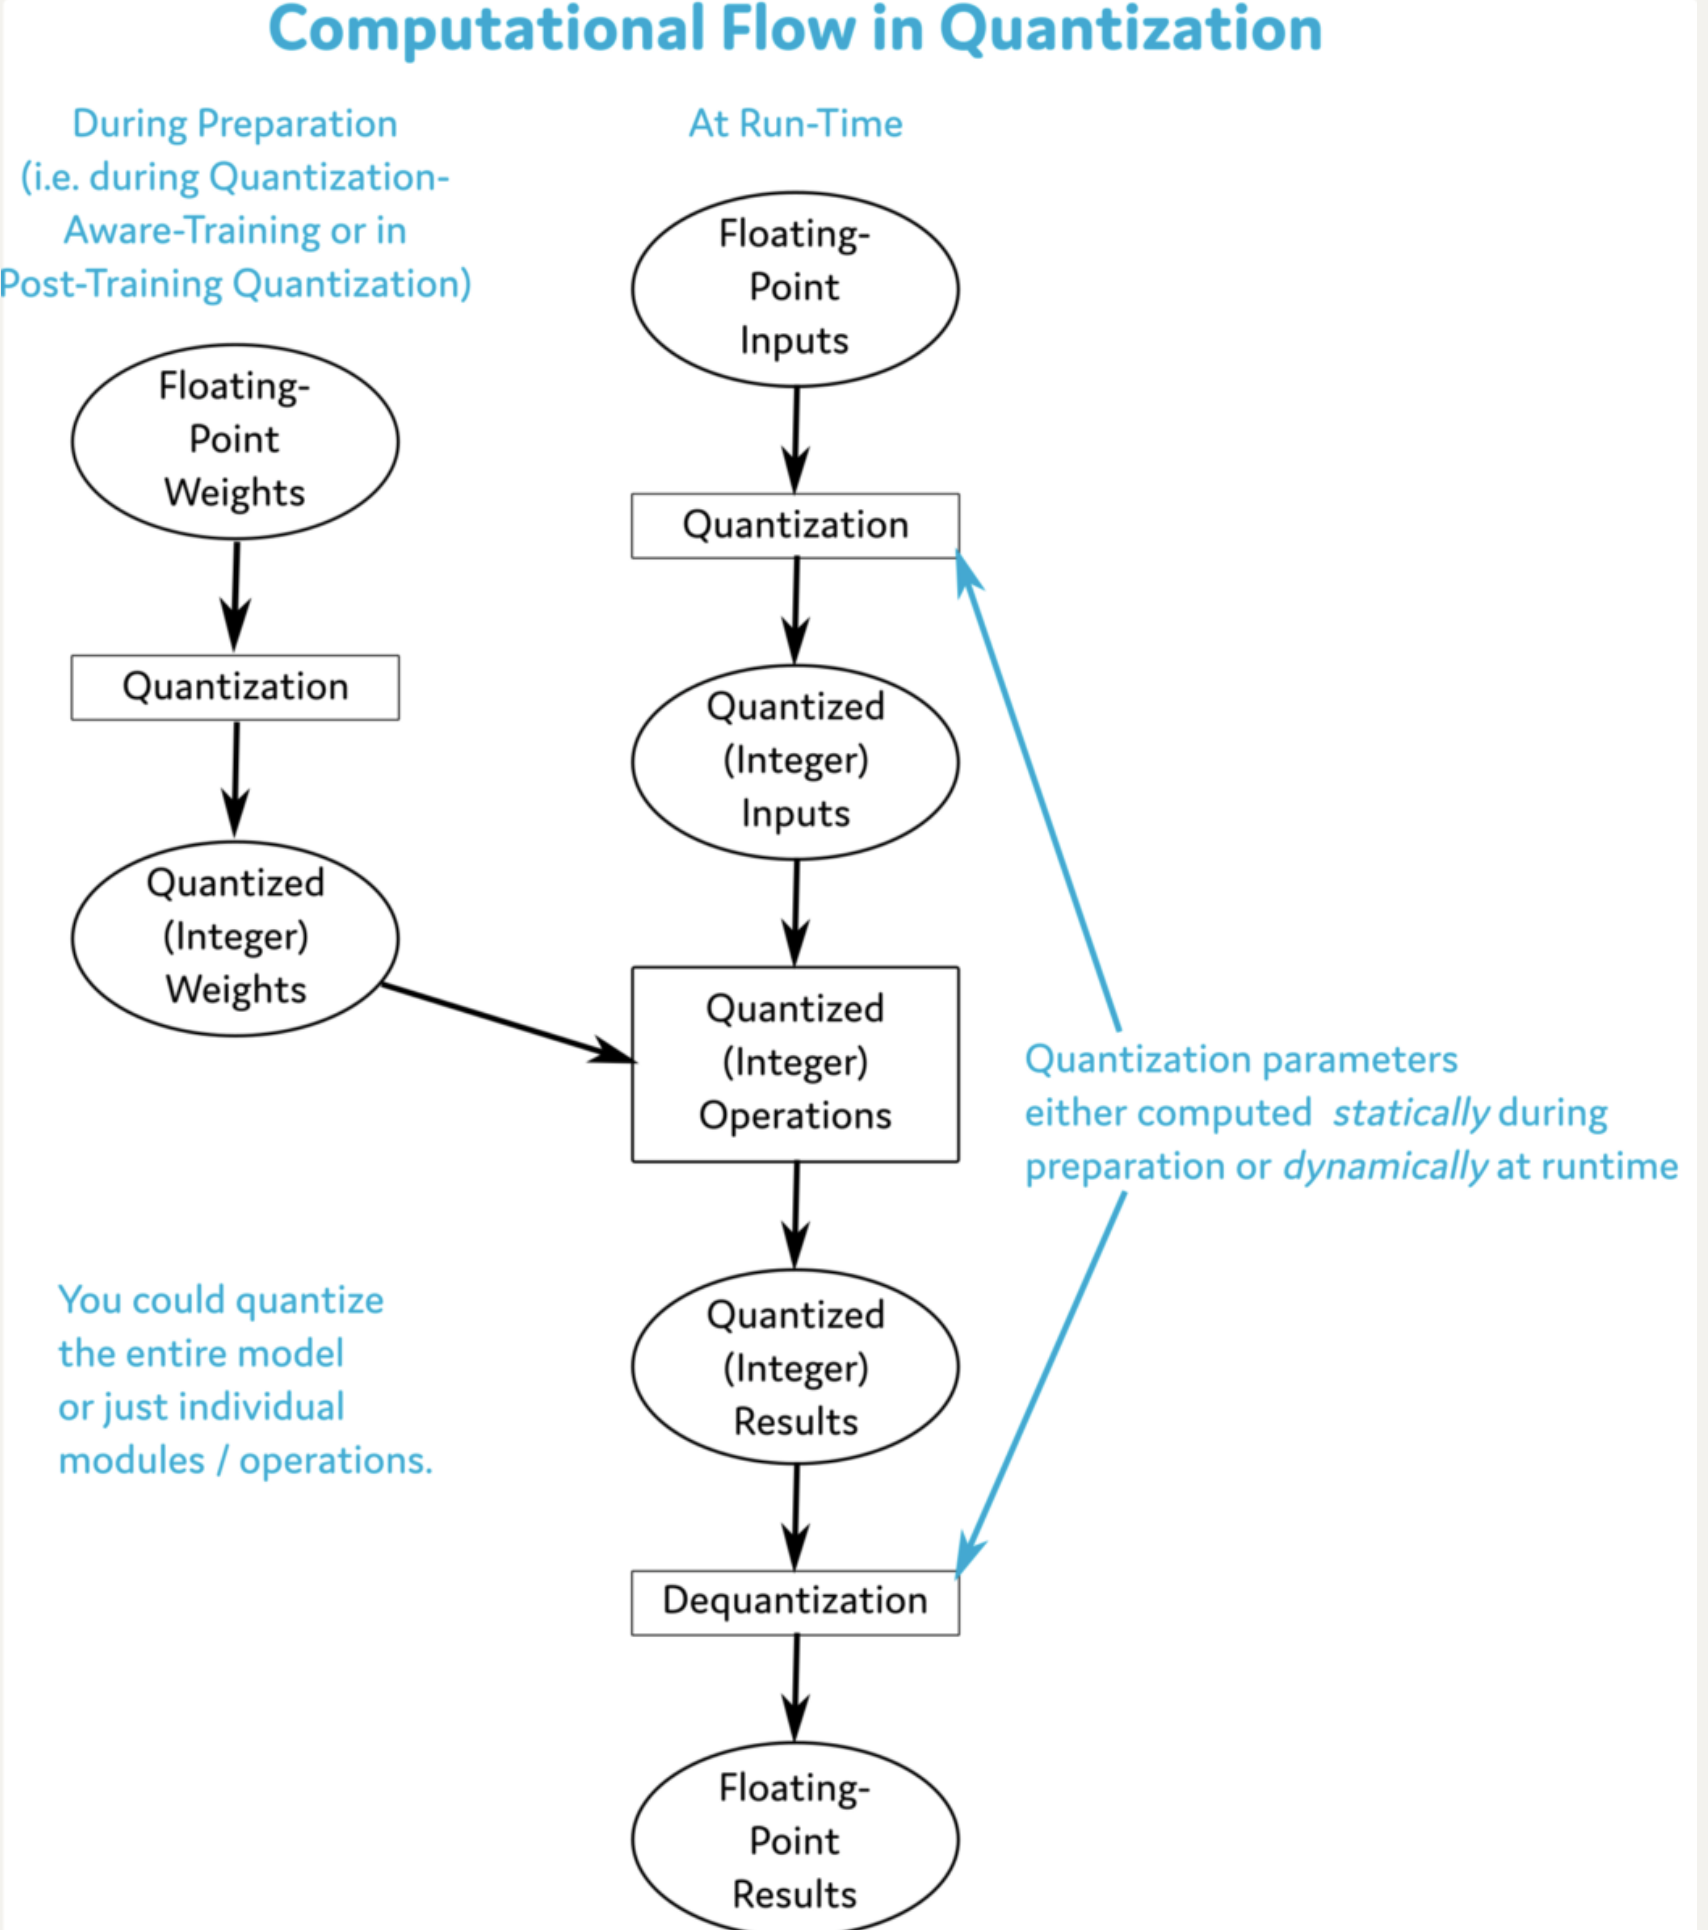 Computational Flow in Quantization
During Preparation
(i.e. during Quantization-
Aware-Training or in
Post-Training Quantization)
Floating-
Point
Weights
Quantization
Quantized
(Integer)
Weights
You could quantize
the entire model
or just individual
modules / operations.
At Run-Time
Floating-
Point
Inputs
Quantization
Quantized
(Integer)
Inputs
Quantized
(Integer)
Operations
Quantized
(Integer)
Results
Dequantization
Floating-
Point
Results
Quantization parameters
either computed statically during
preparation or dynamically at runtime